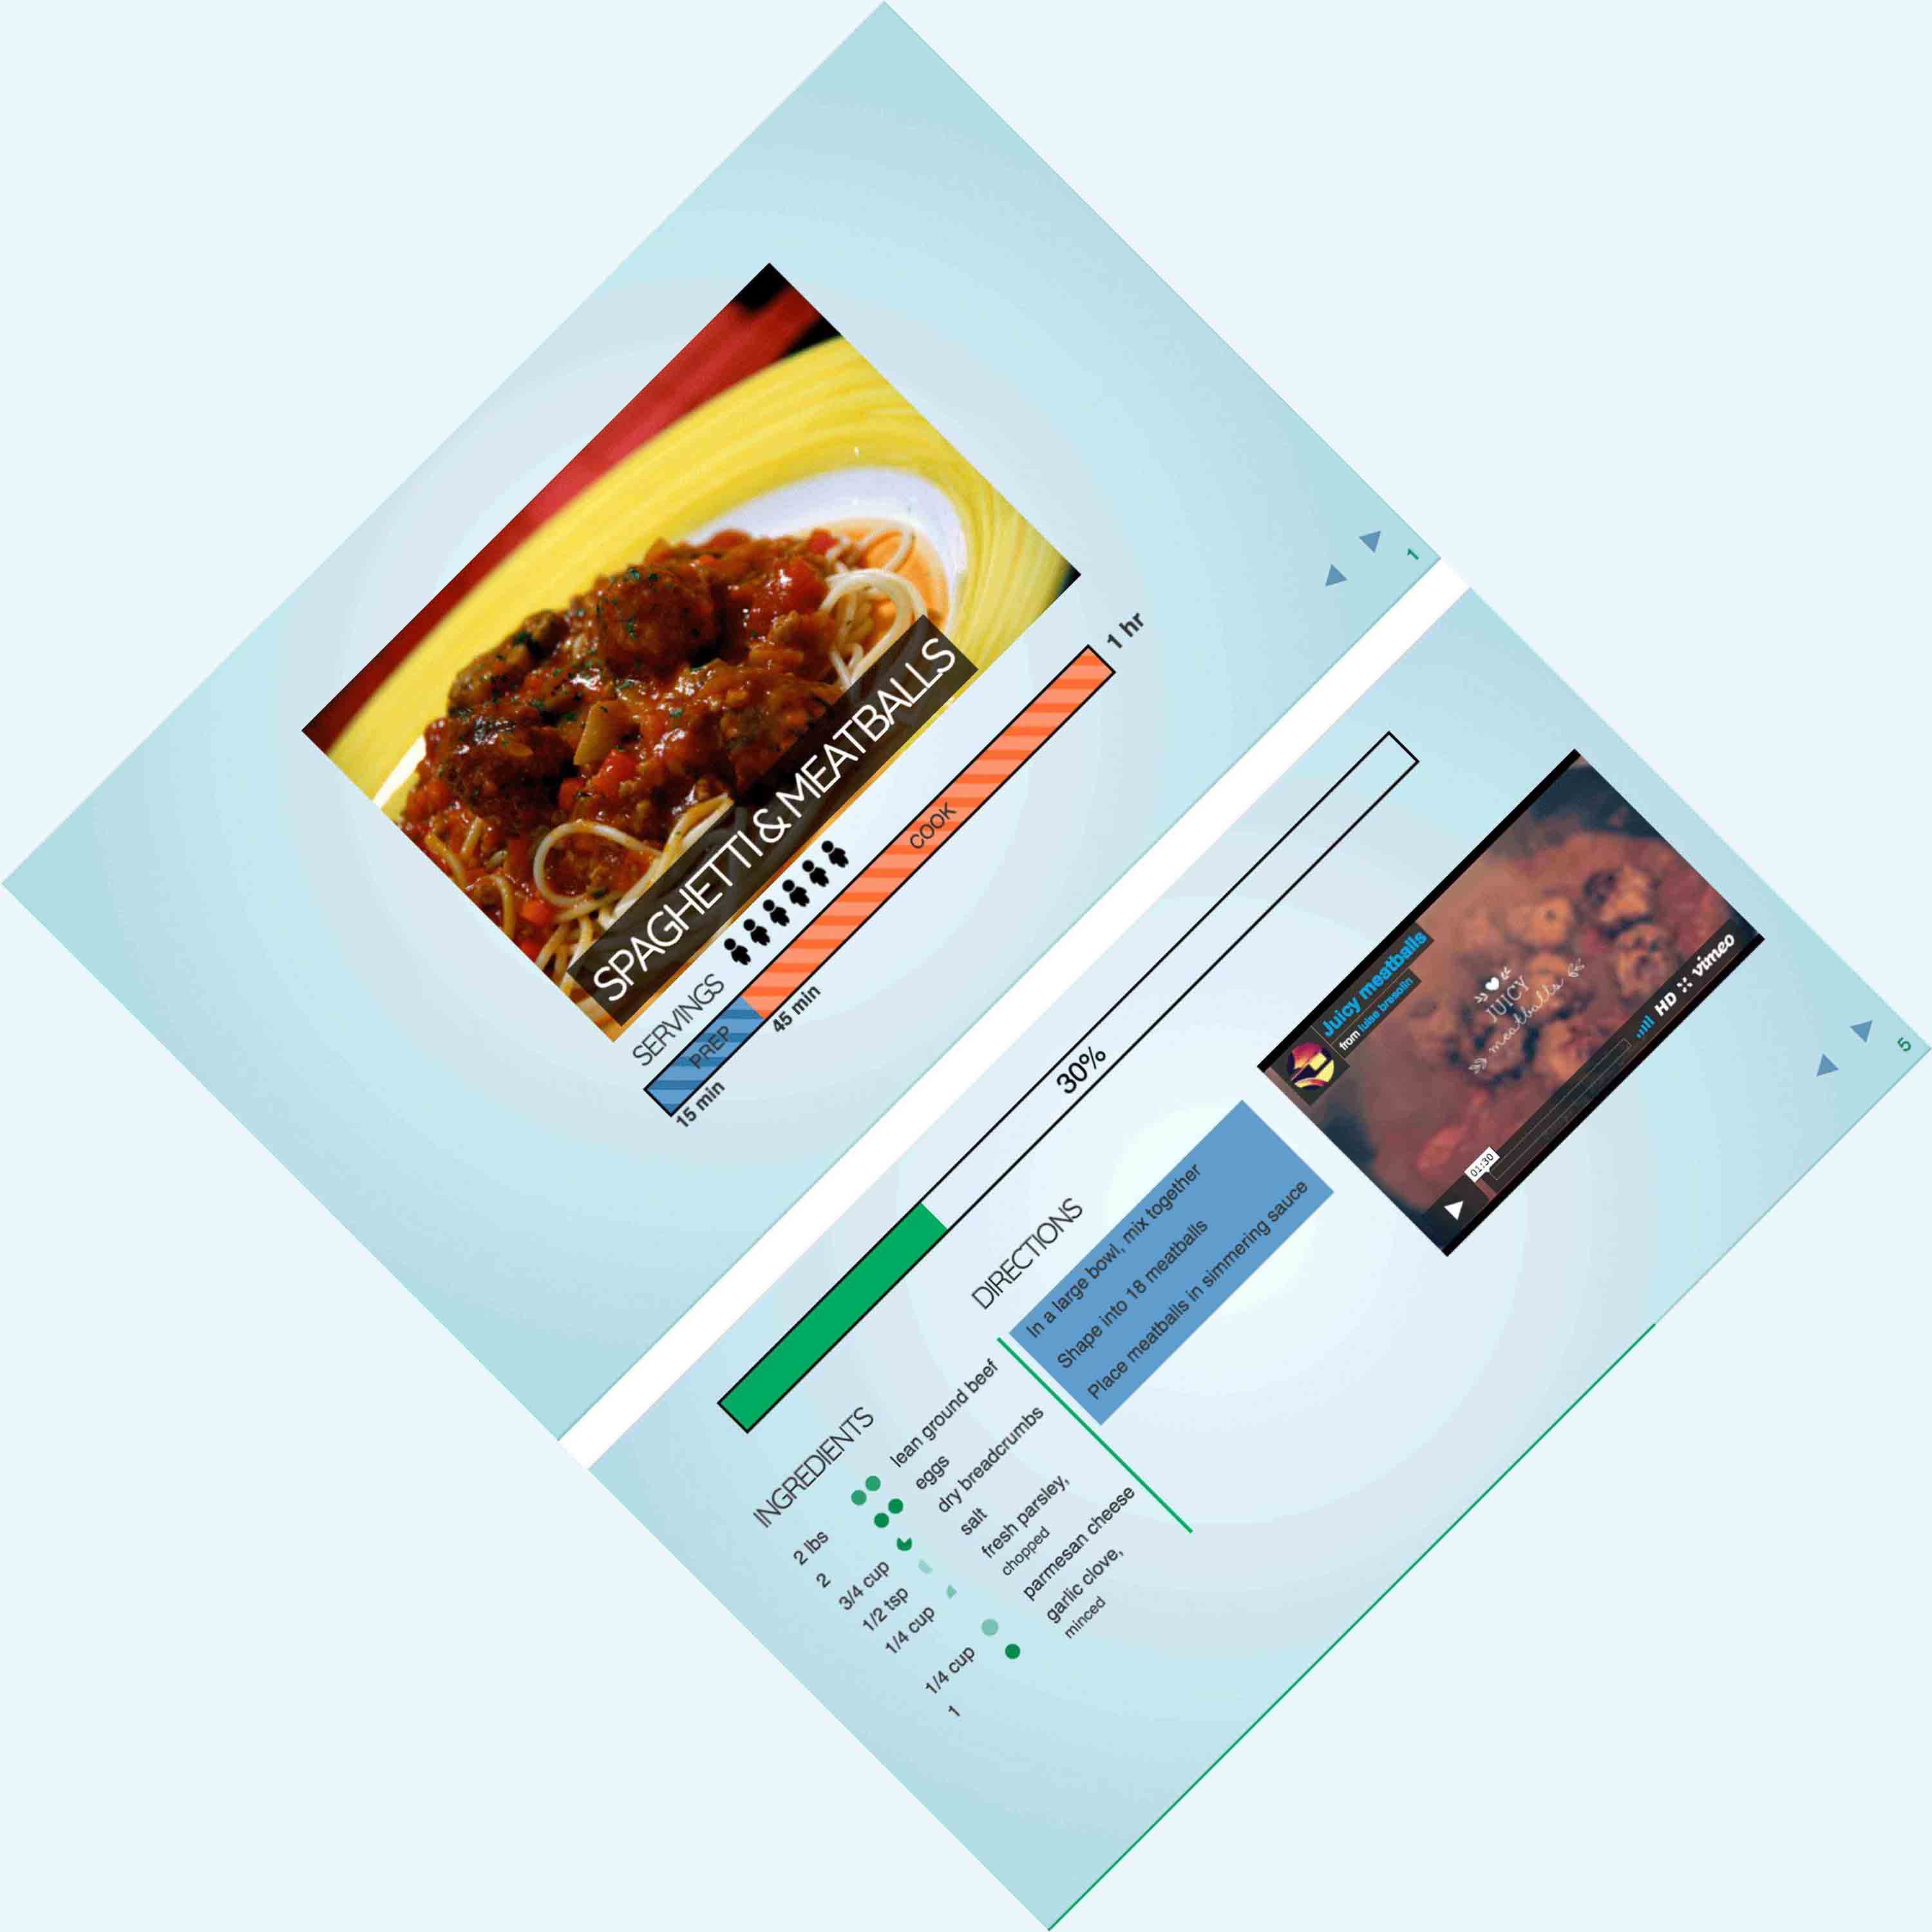 SPAGHETTI & MEATBALLS
SERVINGS
PREP
COOK
1 hr
15 min
45 min
1
30%
INGREDIENTS
2 lbs lean ground beef
2 eggs
3/4 cup dry breadcrumbs
1/2 tsp salt
1/4 cup fresh parsley,
chopped
1/4 cup parmesan cheese
1 garlic clove,
minced
DIRECTIONS
In a large bowl, mix together
Shape into 18 meatballs
Place meatballs in simmering sauce
Juicy meatballs
from luise bresolin
JUICY
meatballs
01:30
HD vimeo
5